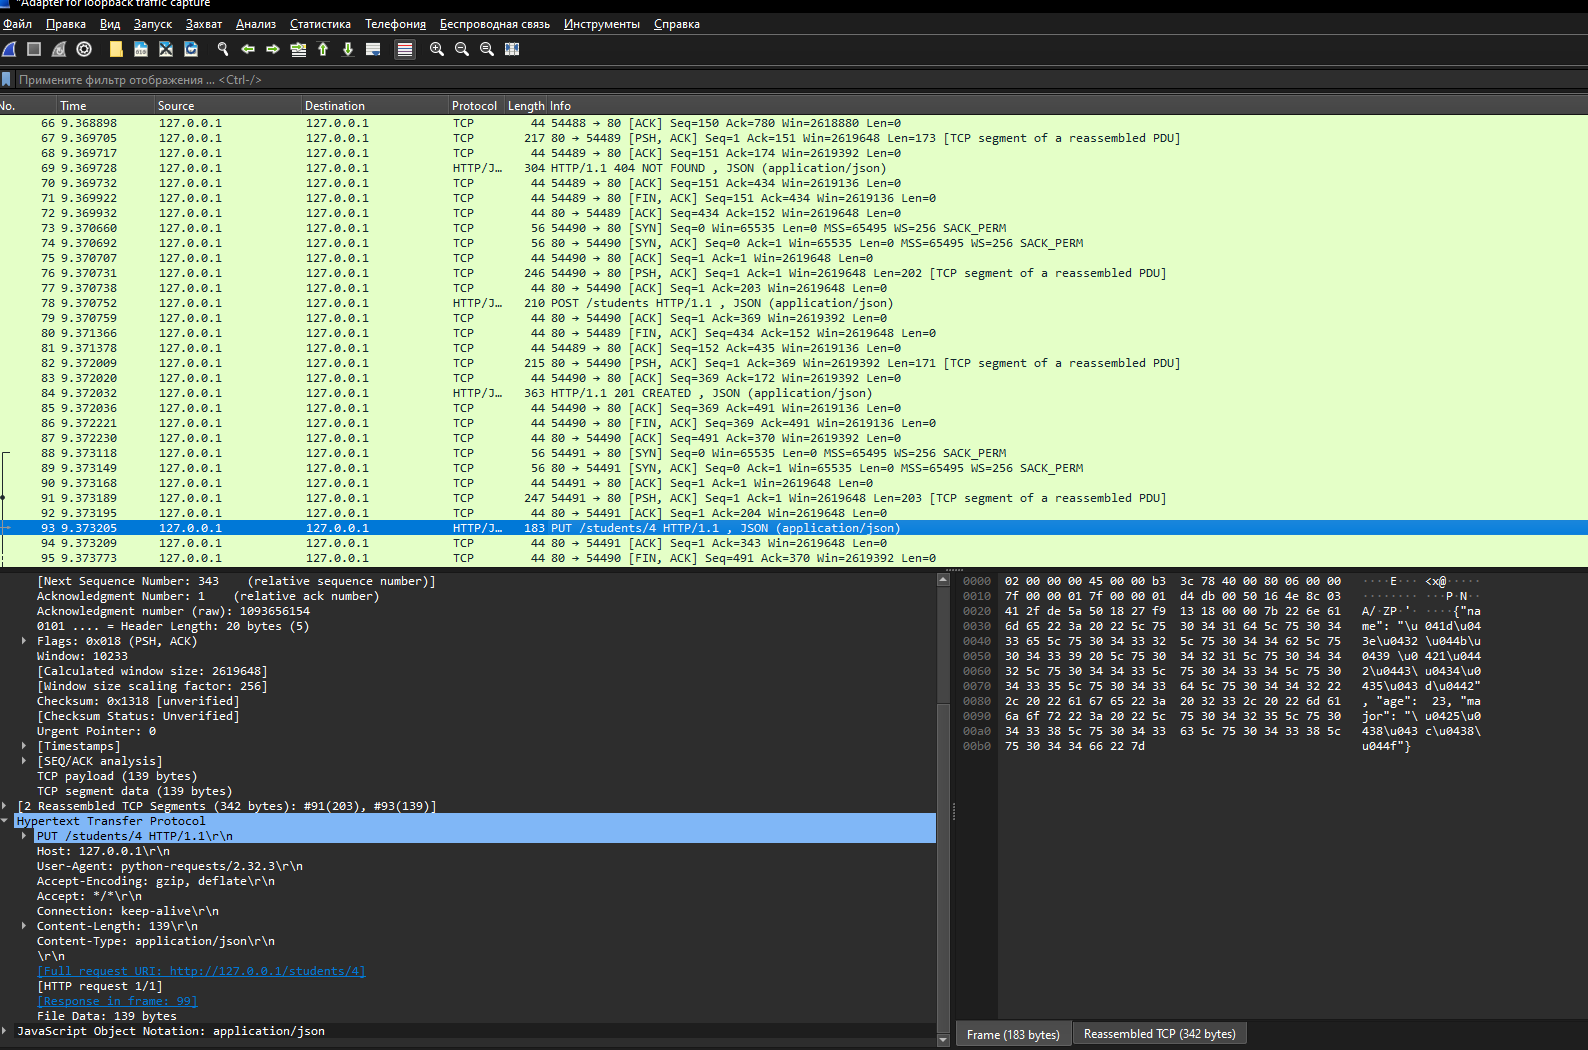 *Adapter for loopback traffic capture
Файл Правка Вид Запуск Захват Анализ Статистика Телефония Беспроводная связь Инструменты Справка
Примените фильтр отображения ... <Ctrl-/>
No. Time Source Destination Protocol Length Info
66 9.368898 127.0.0.1 127.0.0.1 TCP 44 54488 → 80 [ACK] Seq=150 Ack=780 Win=2618880 Len=0
67 9.369705 127.0.0.1 127.0.0.1 TCP 217 80 → 54489 [PSH, ACK] Seq=1 Ack=151 Win=2619648 Len=173 [TCP segment of a reassembled PDU]
68 9.369717 127.0.0.1 127.0.0.1 TCP 44 54489 → 80 [ACK] Seq=151 Ack=174 Win=2619392 Len=0
69 9.369728 127.0.0.1 127.0.0.1 HTTP/J… 304 HTTP/1.1 404 NOT FOUND , JSON (application/json)
70 9.369732 127.0.0.1 127.0.0.1 TCP 44 54489 → 80 [ACK] Seq=151 Ack=434 Win=2619136 Len=0
71 9.369922 127.0.0.1 127.0.0.1 TCP 44 54489 → 80 [FIN, ACK] Seq=151 Ack=434 Win=2619136 Len=0
72 9.369932 127.0.0.1 127.0.0.1 TCP 44 80 → 54489 [ACK] Seq=434 Ack=152 Win=2619648 Len=0
73 9.370660 127.0.0.1 127.0.0.1 TCP 56 54490 → 80 [SYN] Seq=0 Win=65535 Len=0 MSS=65495 WS=256 SACK_PERM
74 9.370692 127.0.0.1 127.0.0.1 TCP 56 80 → 54490 [SYN, ACK] Seq=0 Ack=1 Win=65535 Len=0 MSS=65495 WS=256 SACK_PERM
75 9.370707 127.0.0.1 127.0.0.1 TCP 44 54490 → 80 [ACK] Seq=1 Ack=1 Win=2619648 Len=0
76 9.370731 127.0.0.1 127.0.0.1 TCP 246 54490 → 80 [PSH, ACK] Seq=1 Ack=1 Win=2619648 Len=202 [TCP segment of a reassembled PDU]
77 9.370738 127.0.0.1 127.0.0.1 TCP 44 80 → 54490 [ACK] Seq=1 Ack=203 Win=2619648 Len=0
78 9.370752 127.0.0.1 127.0.0.1 HTTP/J… 210 POST /students HTTP/1.1 , JSON (application/json)
79 9.370759 127.0.0.1 127.0.0.1 TCP 44 80 → 54490 [ACK] Seq=1 Ack=369 Win=2619392 Len=0
80 9.371366 127.0.0.1 127.0.0.1 TCP 44 80 → 54489 [FIN, ACK] Seq=434 Ack=152 Win=2619648 Len=0
81 9.371378 127.0.0.1 127.0.0.1 TCP 44 54489 → 80 [ACK] Seq=152 Ack=435 Win=2619136 Len=0
82 9.372009 127.0.0.1 127.0.0.1 TCP 215 80 → 54490 [PSH, ACK] Seq=1 Ack=369 Win=2619392 Len=171 [TCP segment of a reassembled PDU]
83 9.372020 127.0.0.1 127.0.0.1 TCP 44 54490 → 80 [ACK] Seq=369 Ack=172 Win=2619392 Len=0
84 9.372032 127.0.0.1 127.0.0.1 HTTP/J… 363 HTTP/1.1 201 CREATED , JSON (application/json)
85 9.372036 127.0.0.1 127.0.0.1 TCP 44 54490 → 80 [ACK] Seq=369 Ack=491 Win=2619136 Len=0
86 9.372221 127.0.0.1 127.0.0.1 TCP 44 54490 → 80 [FIN, ACK] Seq=369 Ack=491 Win=2619136 Len=0
87 9.372230 127.0.0.1 127.0.0.1 TCP 44 80 → 54490 [ACK] Seq=491 Ack=370 Win=2619392 Len=0
88 9.373118 127.0.0.1 127.0.0.1 TCP 56 54491 → 80 [SYN] Seq=0 Win=65535 Len=0 MSS=65495 WS=256 SACK_PERM
89 9.373149 127.0.0.1 127.0.0.1 TCP 56 80 → 54491 [SYN, ACK] Seq=0 Ack=1 Win=65535 Len=0 MSS=65495 WS=256 SACK_PERM
90 9.373168 127.0.0.1 127.0.0.1 TCP 44 54491 → 80 [ACK] Seq=1 Ack=1 Win=2619648 Len=0
91 9.373189 127.0.0.1 127.0.0.1 TCP 247 54491 → 80 [PSH, ACK] Seq=1 Ack=1 Win=2619648 Len=203 [TCP segment of a reassembled PDU]
92 9.373195 127.0.0.1 127.0.0.1 TCP 44 80 → 54491 [ACK] Seq=1 Ack=204 Win=2619648 Len=0
93 9.373205 127.0.0.1 127.0.0.1 HTTP/J… 183 PUT /students/4 HTTP/1.1 , JSON (application/json)
94 9.373209 127.0.0.1 127.0.0.1 TCP 44 80 → 54491 [ACK] Seq=1 Ack=343 Win=2619648 Len=0
95 9.373773 127.0.0.1 127.0.0.1 TCP 44 80 → 54490 [FIN, ACK] Seq=491 Ack=370 Win=2619392 Len=0
[Next Sequence Number: 343 (relative sequence number)]
Acknowledgment Number: 1 (relative ack number)
Acknowledgment number (raw): 1093656154
0101 .... = Header Length: 20 bytes (5)
Flags: 0x018 (PSH, ACK)
Window: 10233
[Calculated window size: 2619648]
[Window size scaling factor: 256]
Checksum: 0x1318 [unverified]
[Checksum Status: Unverified]
Urgent Pointer: 0
[Timestamps]
[SEQ/ACK analysis]
TCP payload (139 bytes)
TCP segment data (139 bytes)
[2 Reassembled TCP Segments (342 bytes): #91(203), #93(139)]
Hypertext Transfer Protocol
PUT /students/4 HTTP/1.1\r\n
Host: 127.0.0.1\r\n
User-Agent: python-requests/2.32.3\r\n
Accept-Encoding: gzip, deflate\r\n
Accept: */*\r\n
Connection: keep-alive\r\n
Content-Length: 139\r\n
Content-Type: application/json\r\n
\r\n
[Full request URI: http://127.0.0.1/students/4]
[HTTP request 1/1]
[Response in frame: 99]
File Data: 139 bytes
JavaScript Object Notation: application/json
0000 02 00 00 00 45 00 00 b3 3c 78 40 00 80 06 00 00 ····E··· <x@·····
0010 7f 00 00 01 7f 00 00 01 d4 db 00 50 16 4e 8c 03 ········ ···P·N··
0020 41 2f de 5a 50 18 27 f9 13 18 00 00 7b 22 6e 61 A/·ZP·'· ····{"na
0030 6d 65 22 3a 20 22 5c 75 30 34 31 64 5c 75 30 34 me": "\u 041d\u04
0040 33 65 5c 75 30 34 33 32 5c 75 30 34 34 62 5c 75 3e\u0432 \u044b\u
0050 30 34 33 39 20 5c 75 30 34 32 31 5c 75 30 34 34 0439 \u0 421\u044
0060 32 5c 75 30 34 34 33 5c 75 30 34 33 34 5c 75 30 2\u0443\ u0434\u0
0070 34 33 35 5c 75 30 34 33 64 5c 75 30 34 34 32 22 435\u043 d\u0442"
0080 2c 20 22 61 67 65 22 3a 20 32 33 2c 20 22 6d 61 , "age": 23, "ma
0090 6a 6f 72 22 3a 20 22 5c 75 30 34 32 35 5c 75 30 jor": "\ u0425\u0
00a0 34 33 38 5c 75 30 34 33 63 5c 75 30 34 33 38 5c 438\u043 c\u0438\
00b0 75 30 34 34 66 22 7d u044f"}
Frame (183 bytes) Reassembled TCP (342 bytes)